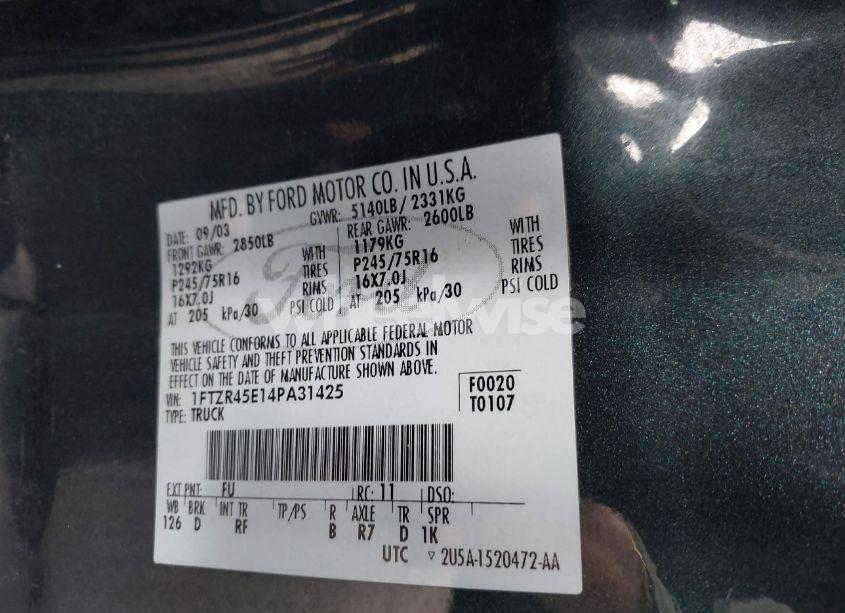 MFD. BY FORD MOTOR CO. IN U.S.A.
DATE: 09/03 GVWR: 5140LB/ 2331KG
FRONT GAWR: 2850LB REAR GAWR: 2600LB
1292KG WITH 1179KG WITH
P245/75R16 TIRES P245/75R16 TIRES
16X7.0J RIMS 16X7.0J RIMS
AT 205 kPa/30 PSI COLD AT 205 kPa/30 PSI COLD
Ford
wheelywise
THIS VEHICLE CONFORMS TO ALL APPLICABLE FEDERAL MOTOR
VEHICLE SAFETY AND THEFT PREVENTION STANDARDS IN
EFFECT ON THE DATE OF MANUFACTURE SHOWN ABOVE.
VIN: 1FTZR45E14PA31425 F0020
TYPE: TRUCK T0107
EXT PNT: FU RC: 11 DSO:
WB BRK INT TR TP/PS R AXLE TR SPR
126 D RF B R7 D 1K
UTC ▽ 2U5A-1520472-AA